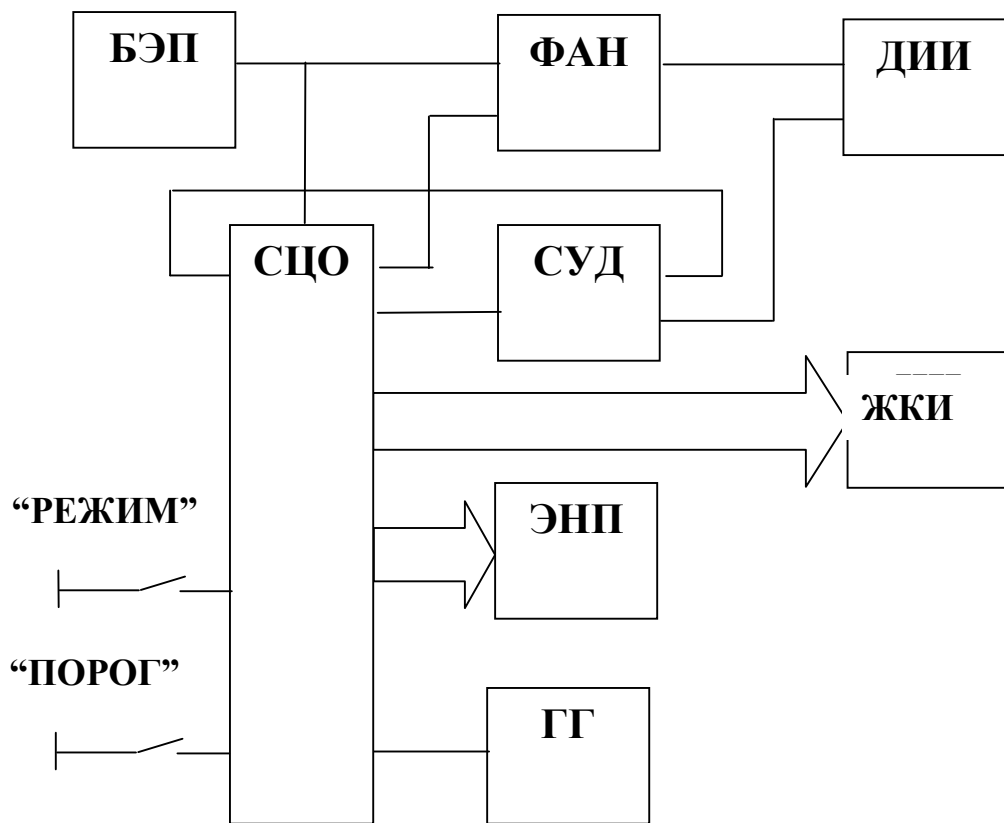 БЭП
ФАН
ДИИ
СЦО
СУД
ЖКИ
“РЕЖИМ”
ЭНП
“ПОРОГ”
ГГ